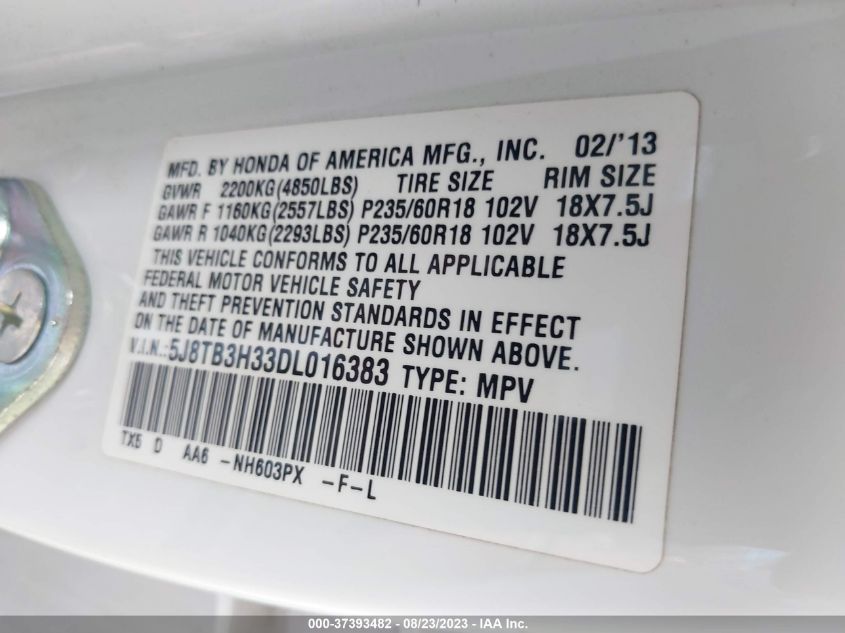 MFD. BY HONDA OF AMERICA MFG., INC. 02/'13
GVWR 2200KG(4850LBS) TIRE SIZE RIM SIZE
GAWR F 1160KG(2557LBS) P235/60R18 102V 18X7.5J
GAWR R 1040KG(2293LBS) P235/60R18 102V 18X7.5J
THIS VEHICLE CONFORMS TO ALL APPLICABLE
FEDERAL MOTOR VEHICLE SAFETY
AND THEFT PREVENTION STANDARDS IN EFFECT
ON THE DATE OF MANUFACTURE SHOWN ABOVE.
V.I.N.:5J8TB3H33DL016383 TYPE: MPV
TX5 D AA6 -NH603PX -F-L
000-37393482 - 08/23/2023 - IAA Inc.